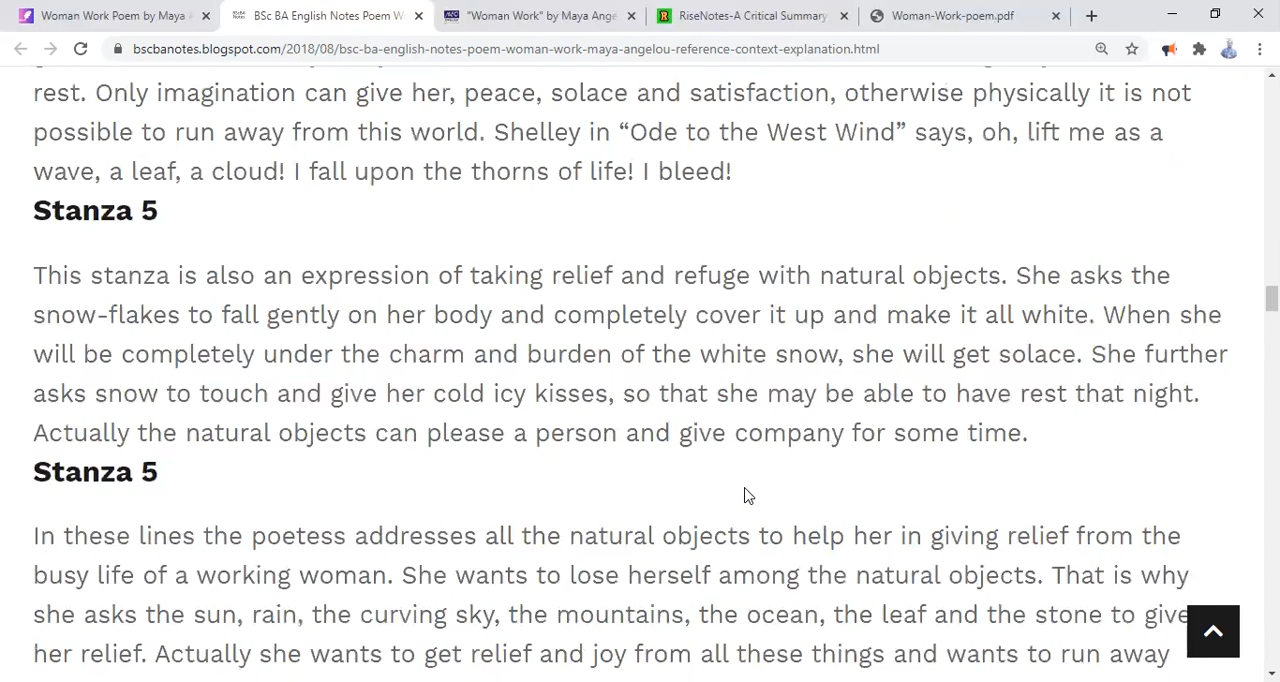 Woman Work Poem by Maya
BSc BA English Notes Poem W
"Woman Work" by Maya Ange
RiseNotes-A Critical Summary
Woman-Work-poem.pdf
bscbanotes.blogspot.com/2018/08/bsc-ba-english-notes-poem-woman-work-maya-angelou-reference-context-explanation.html
rest. Only imagination can give her, peace, solace and satisfaction, otherwise physically it is not
possible to run away from this world. Shelley in “Ode to the West Wind” says, oh, lift me as a
wave, a leaf, a cloud! I fall upon the thorns of life! I bleed!
Stanza 5
This stanza is also an expression of taking relief and refuge with natural objects. She asks the
snow-flakes to fall gently on her body and completely cover it up and make it all white. When she
will be completely under the charm and burden of the white snow, she will get solace. She further
asks snow to touch and give her cold icy kisses, so that she may be able to have rest that night.
Actually the natural objects can please a person and give company for some time.
Stanza 5
In these lines the poetess addresses all the natural objects to help her in giving relief from the
busy life of a working woman. She wants to lose herself among the natural objects. That is why
she asks the sun, rain, the curving sky, the mountains, the ocean, the leaf and the stone to give
her relief. Actually she wants to get relief and joy from all these things and wants to run away